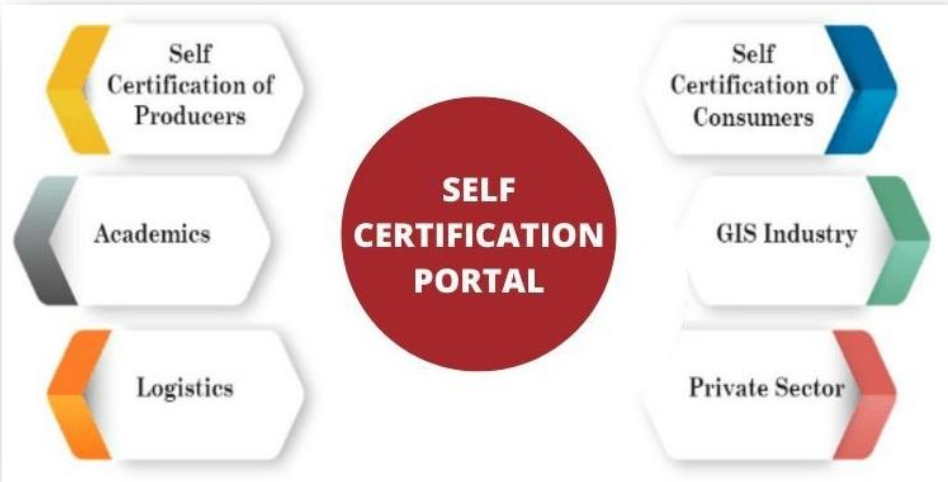 Self
Certification of
Producers
Academics
Logistics
SELF
CERTIFICATION
PORTAL
Self
Certification of
Consumers
GIS Industry
Private Sector